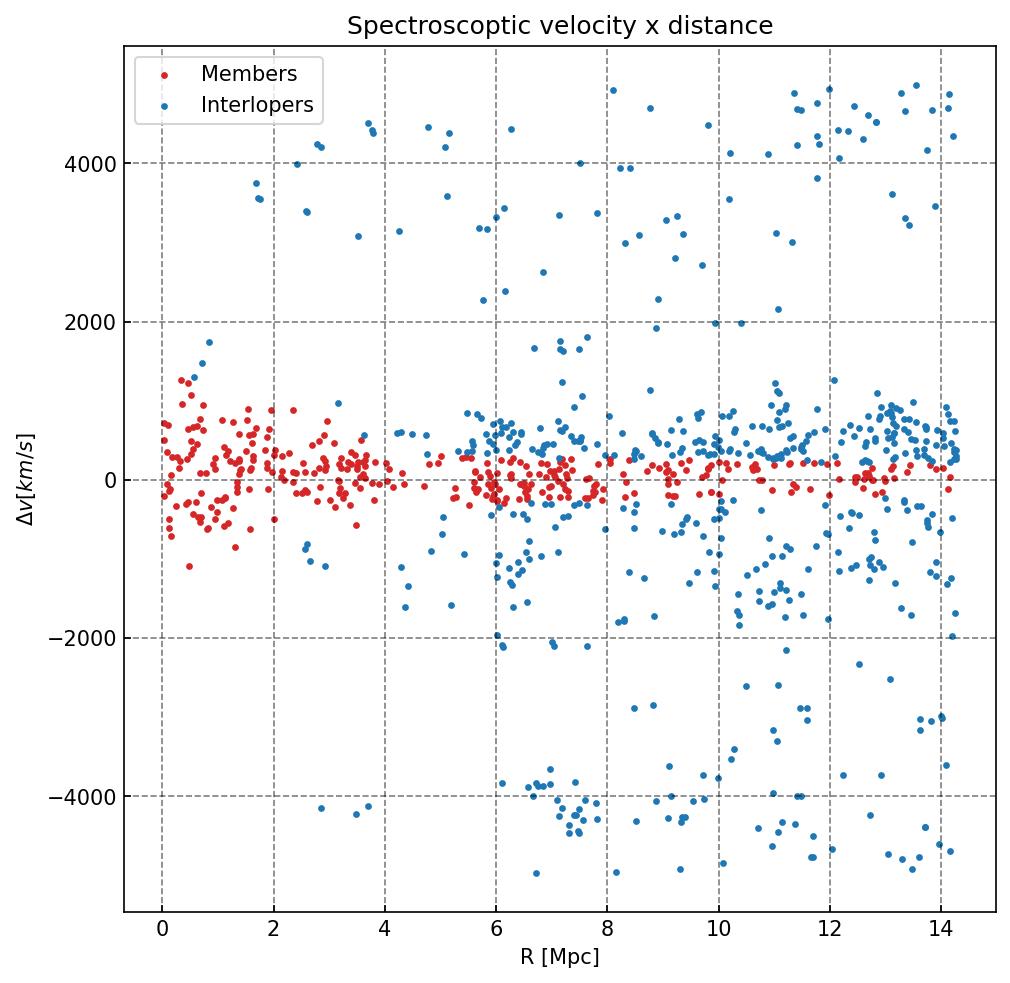 Spectroscoptic velocity x distance
Members
Interlopers
4000
2000
0
−2000
−4000
Δv[km/s]
0 2 4 6 8 10 12 14
R [Mpc]